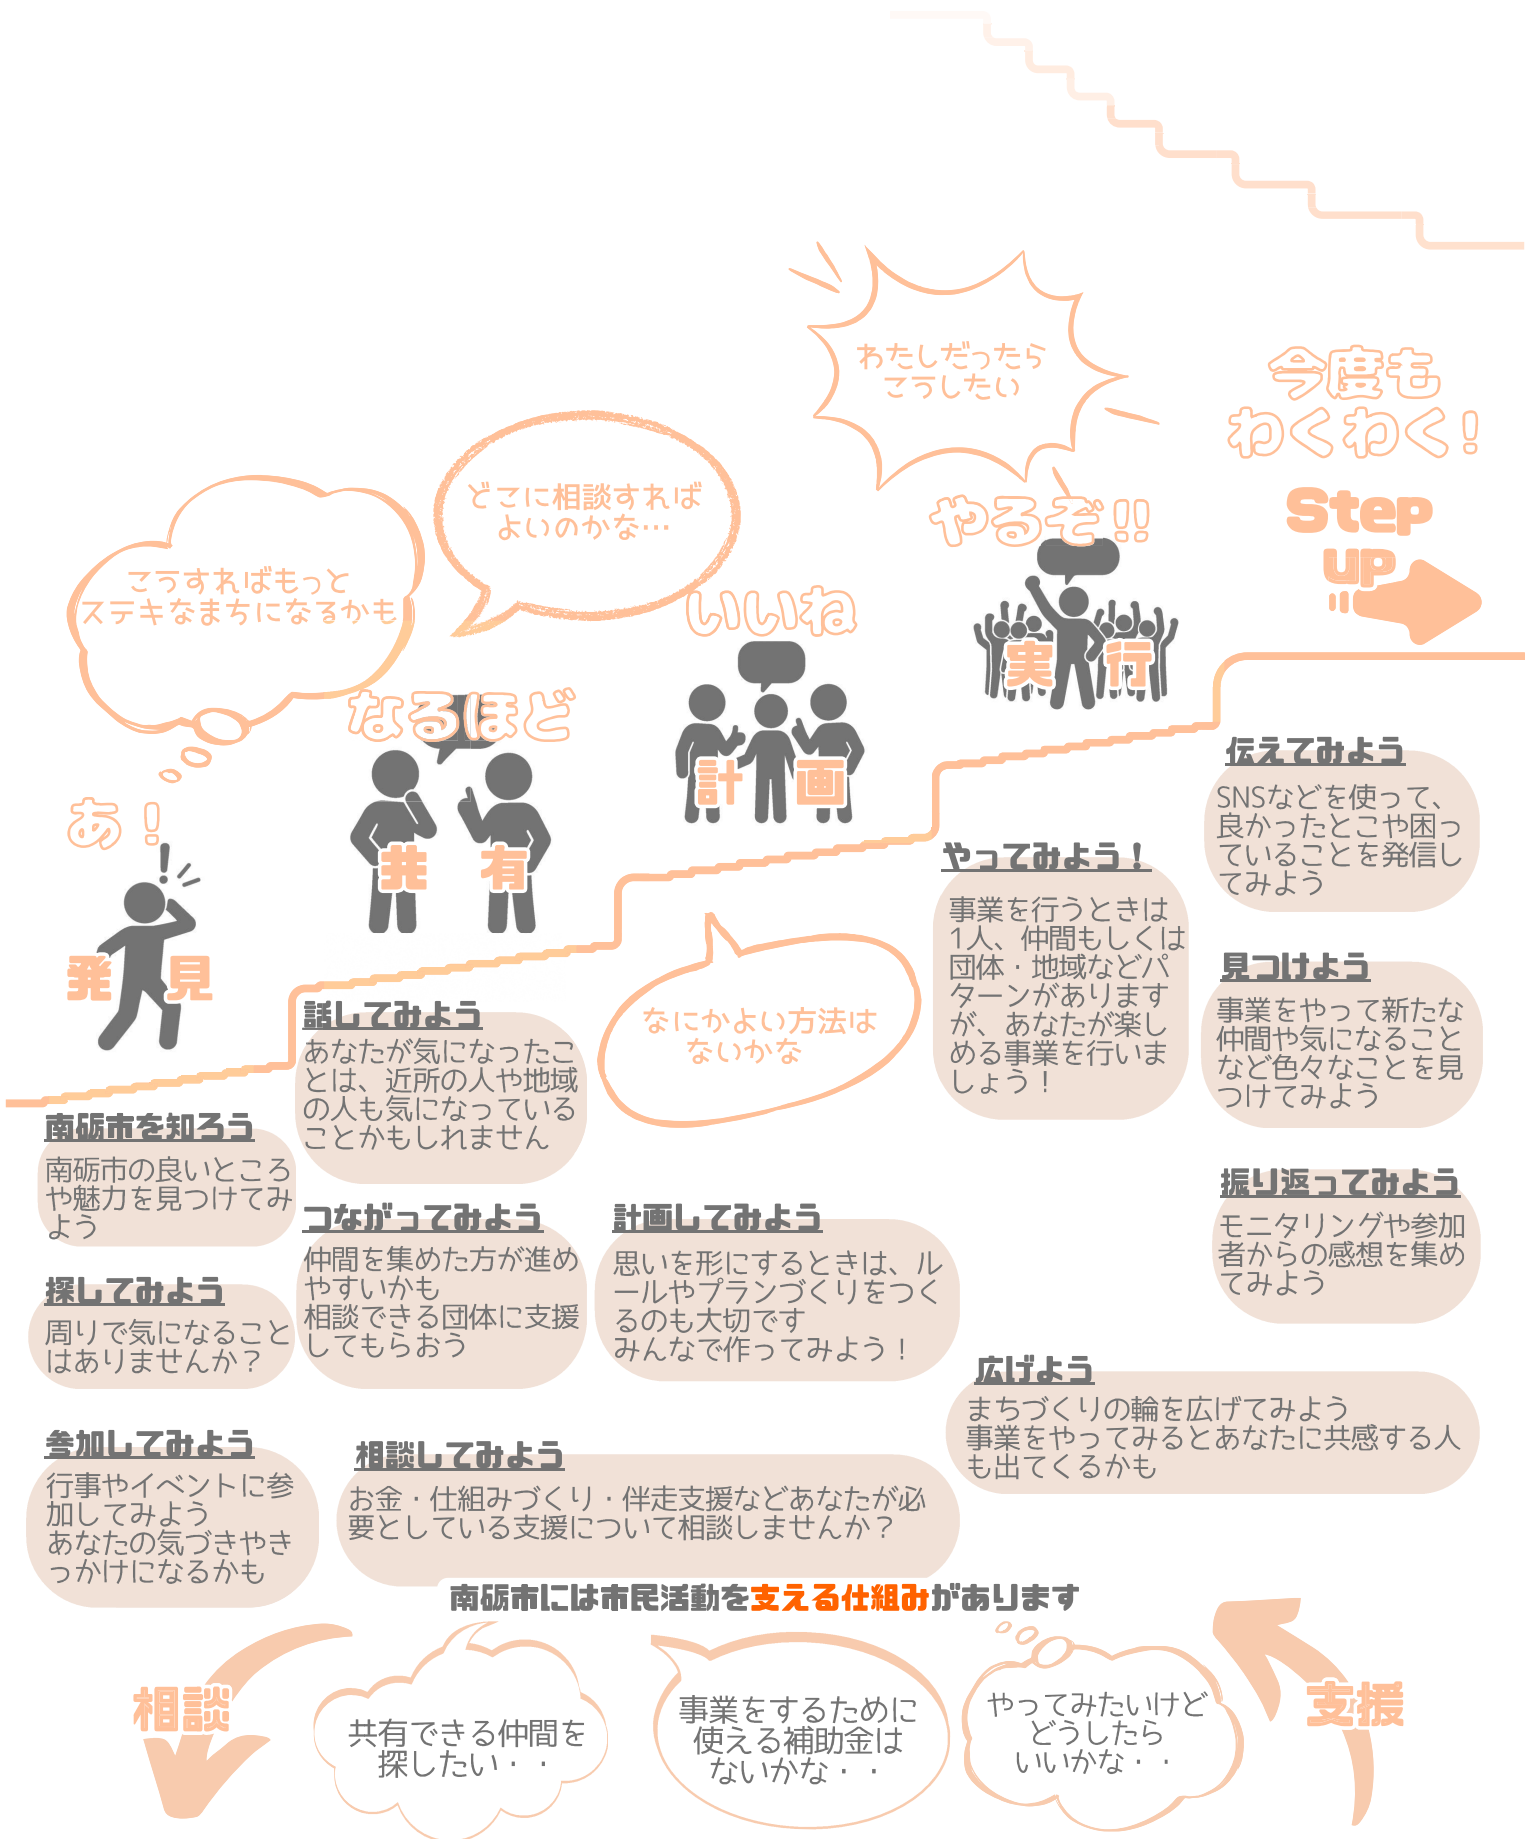 わたしだったら
こうしたい
今度も
わくわく！
Step
up
どこに相談すれば
よいのかな…
やるぞ!!
こうすればもっと
ステキなまちになるかも
いいね
実 行
なるほど
計 画
あ！
共 有
発 見
なにかよい方法は
ないかな
南砺市を知ろう
南砺市の良いところ
や魅力を見つけてみ
よう
探してみよう
周りで気になること
はありませんか？
参加してみよう
行事やイベントに参
加してみよう
あなたの気づきやき
っかけになるかも
話してみよう
あなたが気になったこ
とは、近所の人や地域
の人も気になっている
ことかもしれません
つながってみよう
仲間を集めた方が進め
やすいかも
相談できる団体に支援
してもらおう
計画してみよう
思いを形にするときは、ル
ールやプランづくりをつく
るのも大切です
みんなで作ってみよう！
相談してみよう
お金・仕組みづくり・伴走支援などあなたが必
要としている支援について相談しませんか？
やってみよう！
事業を行うときは
1人、仲間もしくは
団体・地域などパ
ターンがあります
が、あなたが楽し
める事業を行いま
しょう！
伝えてみよう
SNSなどを使って、
良かったとこや困っ
ていることを発信し
てみよう
見つけよう
事業をやって新たな
仲間や気になること
など色々なことを見
つけてみよう
振り返ってみよう
モニタリングや参加
者からの感想を集め
てみよう
広げよう
まちづくりの輪を広げてみよう
事業をやってみるとあなたに共感する人
も出てくるかも
南砺市には市民活動を支える仕組みがあります
相談
共有できる仲間を
探したい・・
事業をするために
使える補助金は
ないかな・・
やってみたいけど
どうしたら
いいかな・・
支援